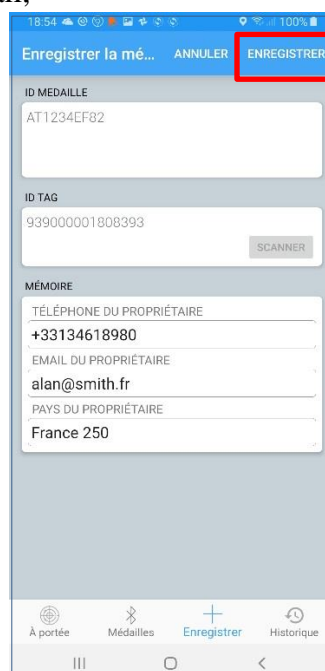 18:54 100%
Enregistrer la mé... ANNULER ENREGISTRER
ID MEDAILLE
AT1234EF82
ID TAG
939000001808393
SCANNER
MÉMOIRE
TÉLÉPHONE DU PROPRIÉTAIRE
+33134618980
EMAIL DU PROPRIÉTAIRE
alan@smith.fr
PAYS DU PROPRIÉTAIRE
France 250
À portée Médailles Enregistrer Historique